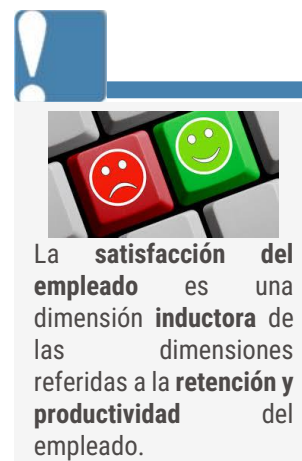 La satisfacción del
empleado es una
dimensión inductora de
las dimensiones
referidas a la retención y
productividad del
empleado.